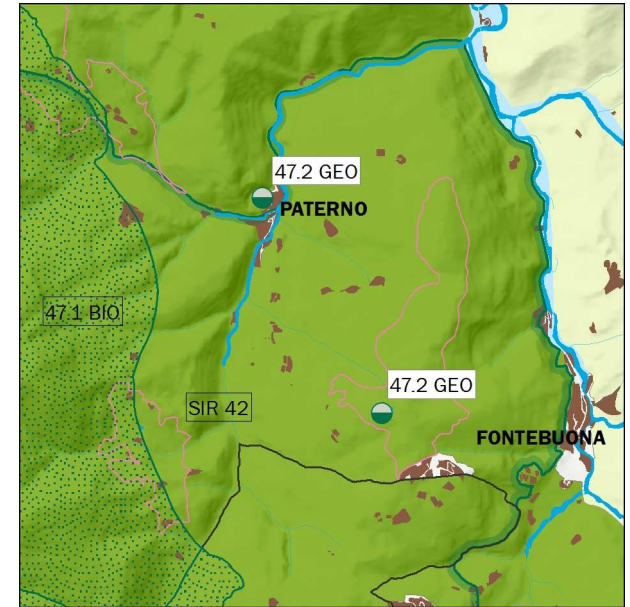 47.2 GEO
PATERNO
47.1 BIO
47.2 GEO
SIR 42
FONTEBUONA